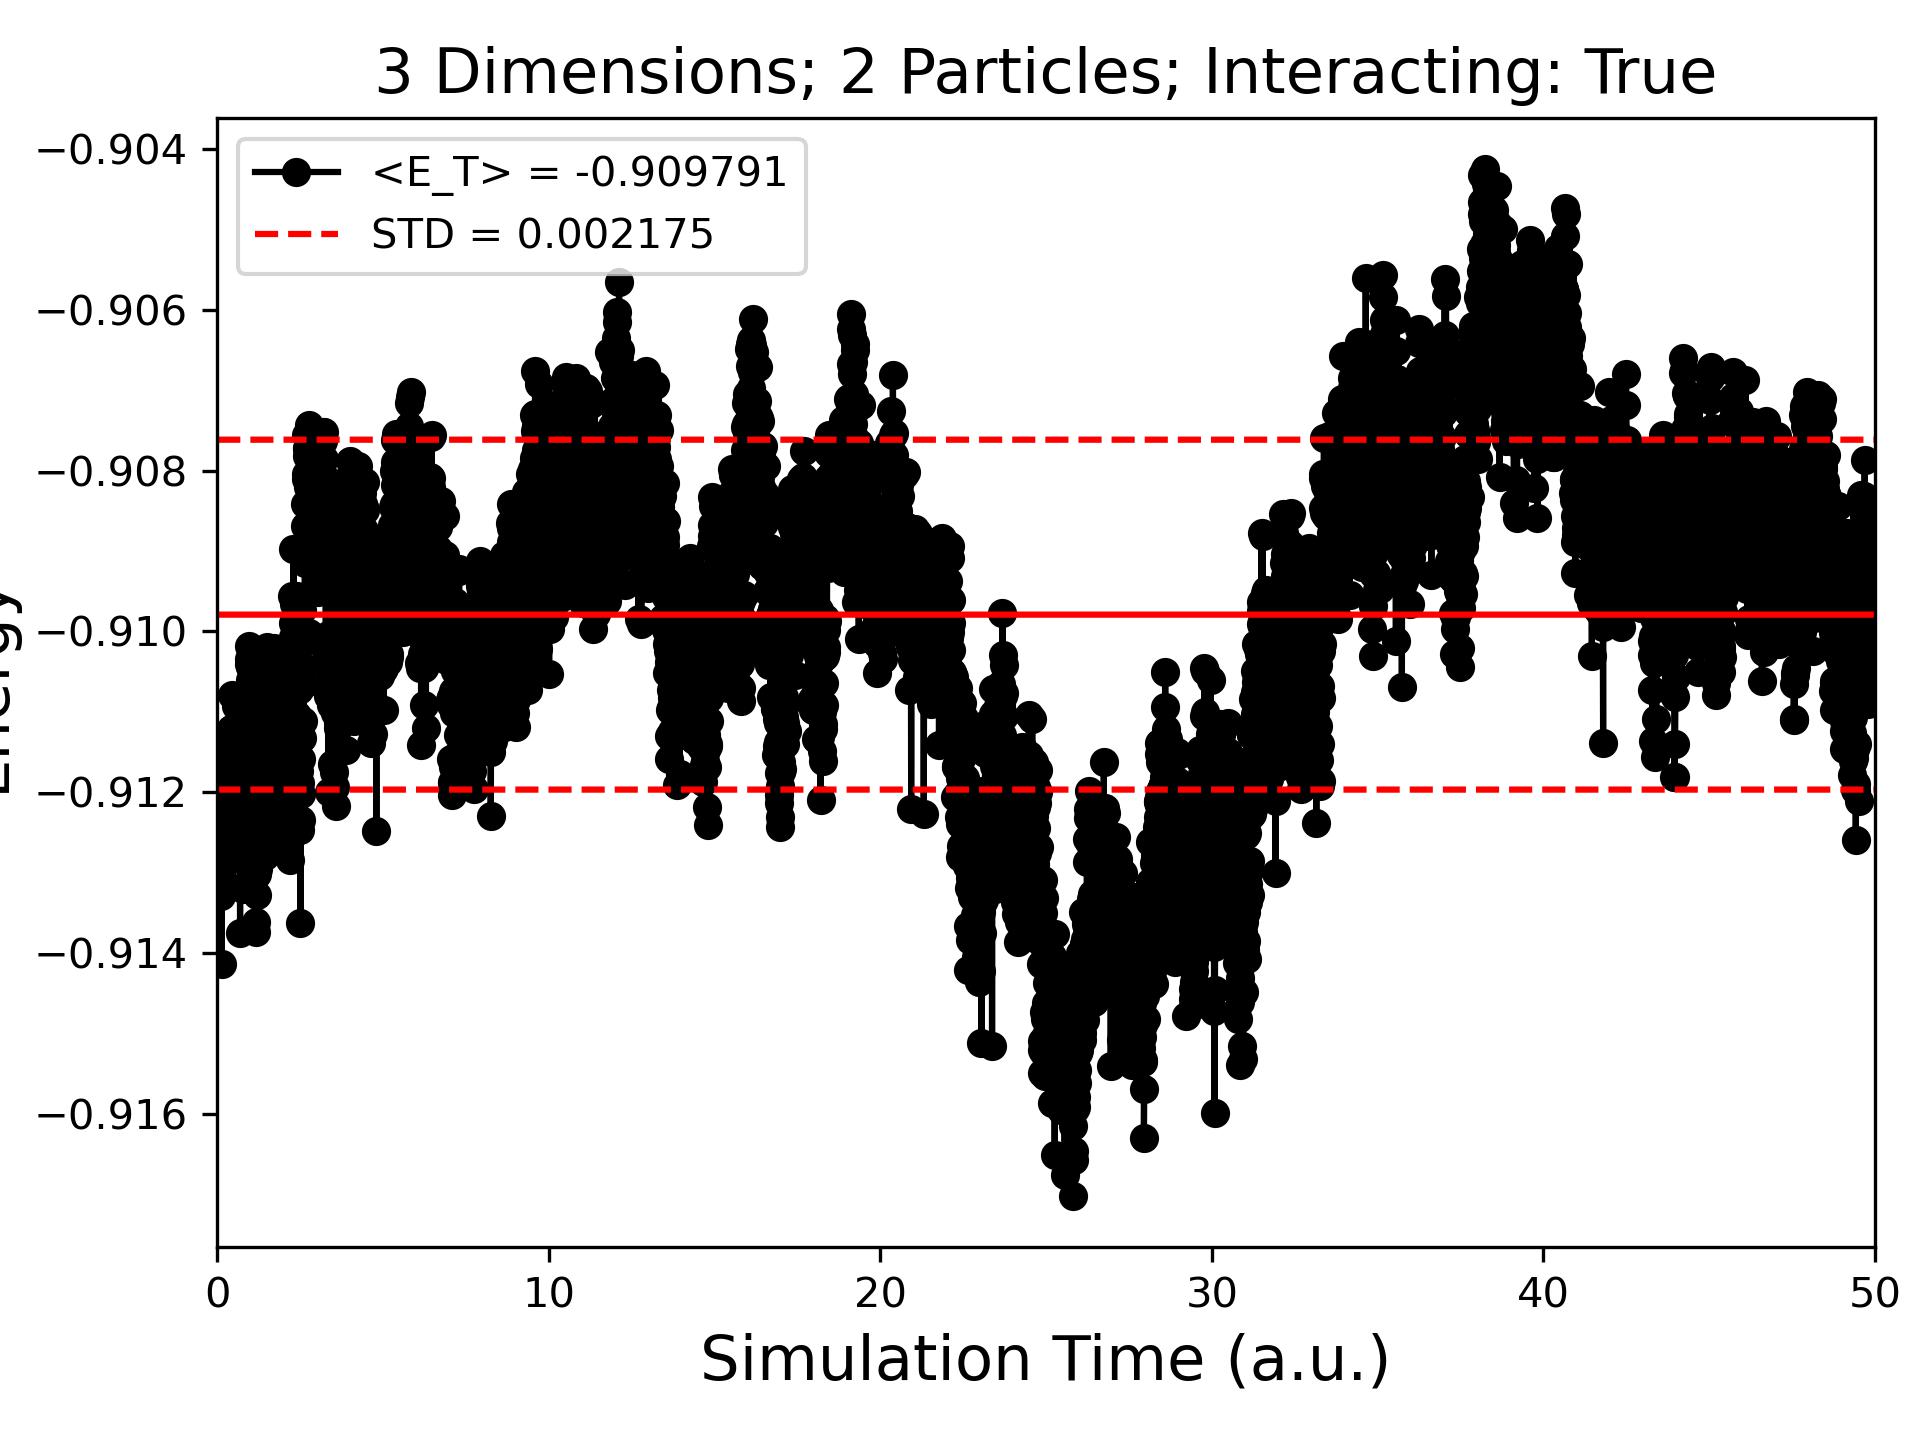 3 Dimensions; 2 Particles; Interacting: True
<E_T> = -0.909791
STD = 0.002175
−0.904
−0.906
−0.908
−0.910
−0.912
−0.914
−0.916
0 10 20 30 40 50
Simulation Time (a.u.)